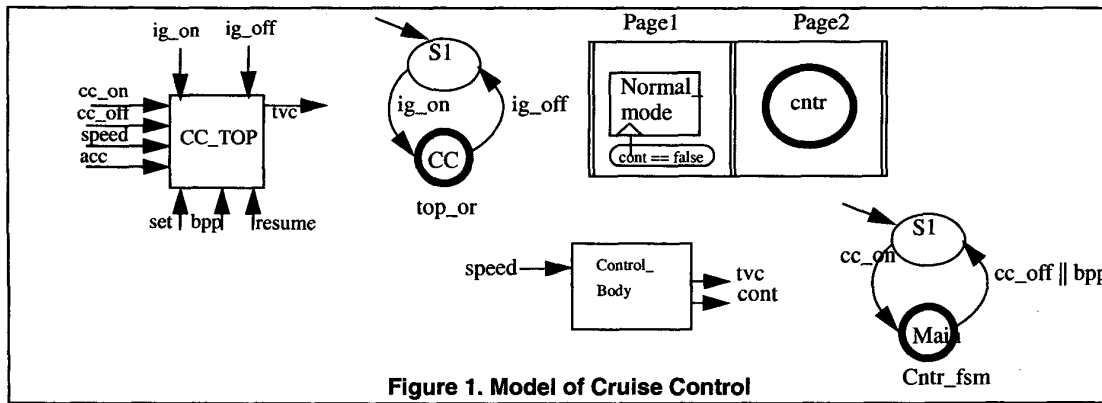 ig_on
ig_off
cc_on
cc_off
speed
acc
CC_TOP
tvc
set
bpp
resume
S1
ig_on
ig_off
CC
top_or
Page1
Page2
Normal_
mode
cont == false
cntr
speed
Control_
Body
tvc
cont
S1
cc_on
cc_off || bpp
Main
Cntr_fsm
Figure 1. Model of Cruise Control